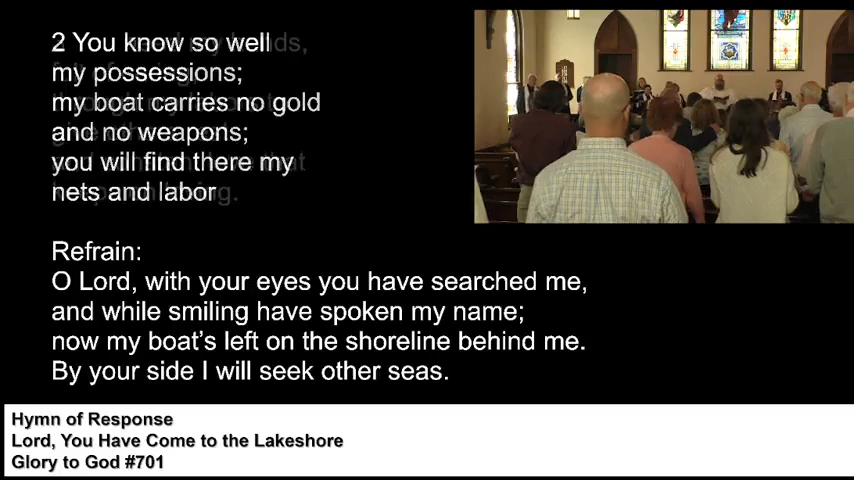 2 You know so well
my possessions;
my boat carries no gold
and no weapons;
you will find there my
nets and labor
Refrain:
O Lord, with your eyes you have searched me,
and while smiling have spoken my name;
now my boat's left on the shoreline behind me.
By your side I will seek other seas.
Hymn of Response
Lord, You Have Come to the Lakeshore
Glory to God #701